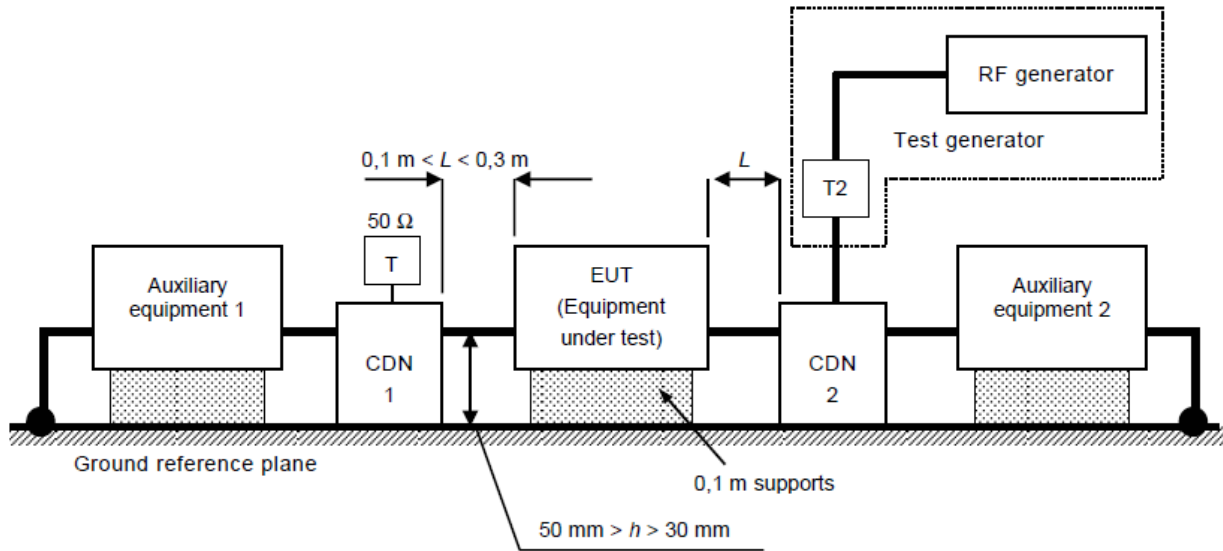 RF generator
Test generator
0,1 m < L < 0,3 m
L
T2
50 Ω
T
Auxiliary
equipment 1
EUT
(Equipment
under test)
Auxiliary
equipment 2
CDN
1
CDN
2
Ground reference plane
0,1 m supports
50 mm > h > 30 mm